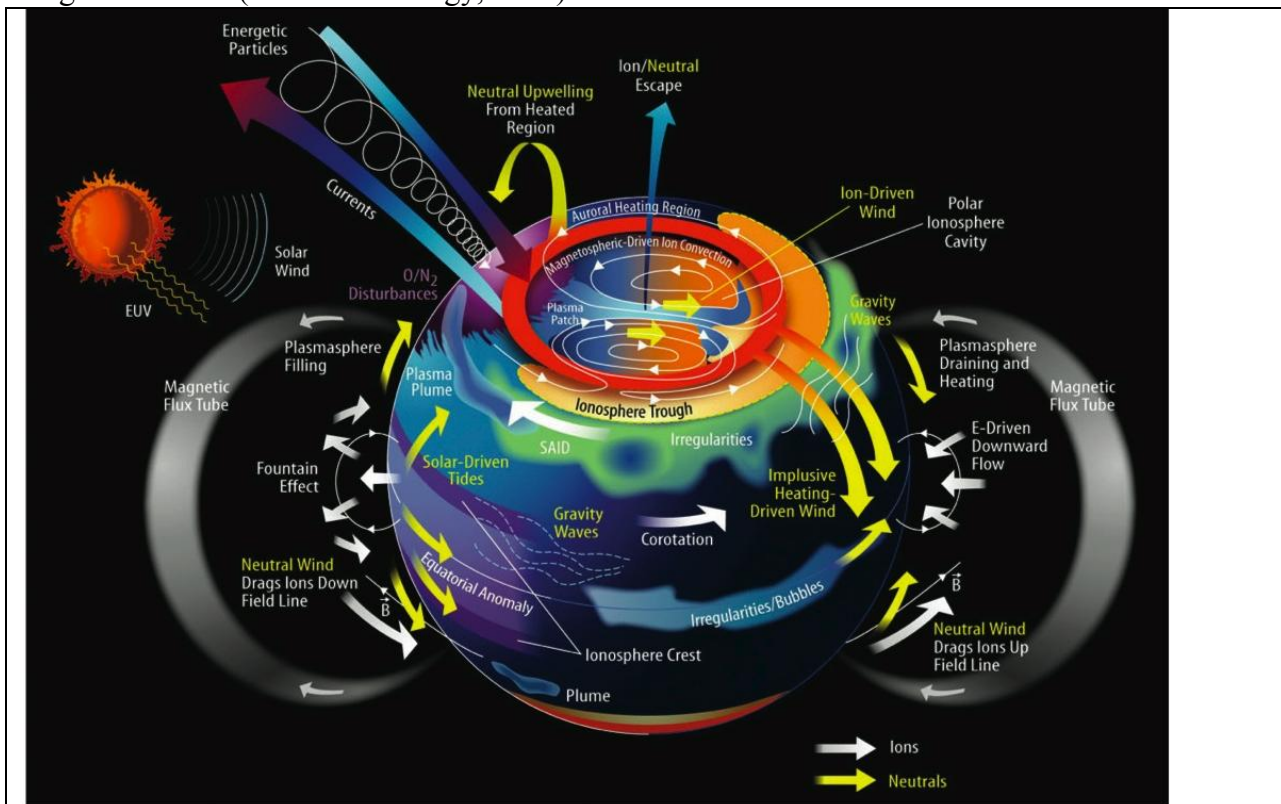 Energetic
Particles
Ion/Neutral
Escape
Neutral Upwelling
From Heated
Region
Currents
Ion-Driven
Wind
Auroral Heating Region
Polar
Ionosphere
Cavity
Solar
Wind
EUV
Magnetospheric-Driven Ion Convection
O/N2
Disturbances
Plasma
Patch
Gravity
Waves
Plasmasphere
Filling
Plasmasphere
Draining and
Heating
Magnetic
Flux Tube
Plasma
Plume
Magnetic
Flux Tube
Ionosphere Trough
SAID
Irregularities
E-Driven
Downward
Flow
Fountain
Effect
Solar-Driven
Tides
Implusive
Heating-
Driven Wind
Gravity
Waves
Corotation
Neutral Wind
Drags Ions Down
Field Line
B
Equatorial Anomaly
Irregularities/Bubbles
B
Neutral Wind
Drags Ions Up
Field Line
Ionosphere Crest
Plume
Ions
Neutrals